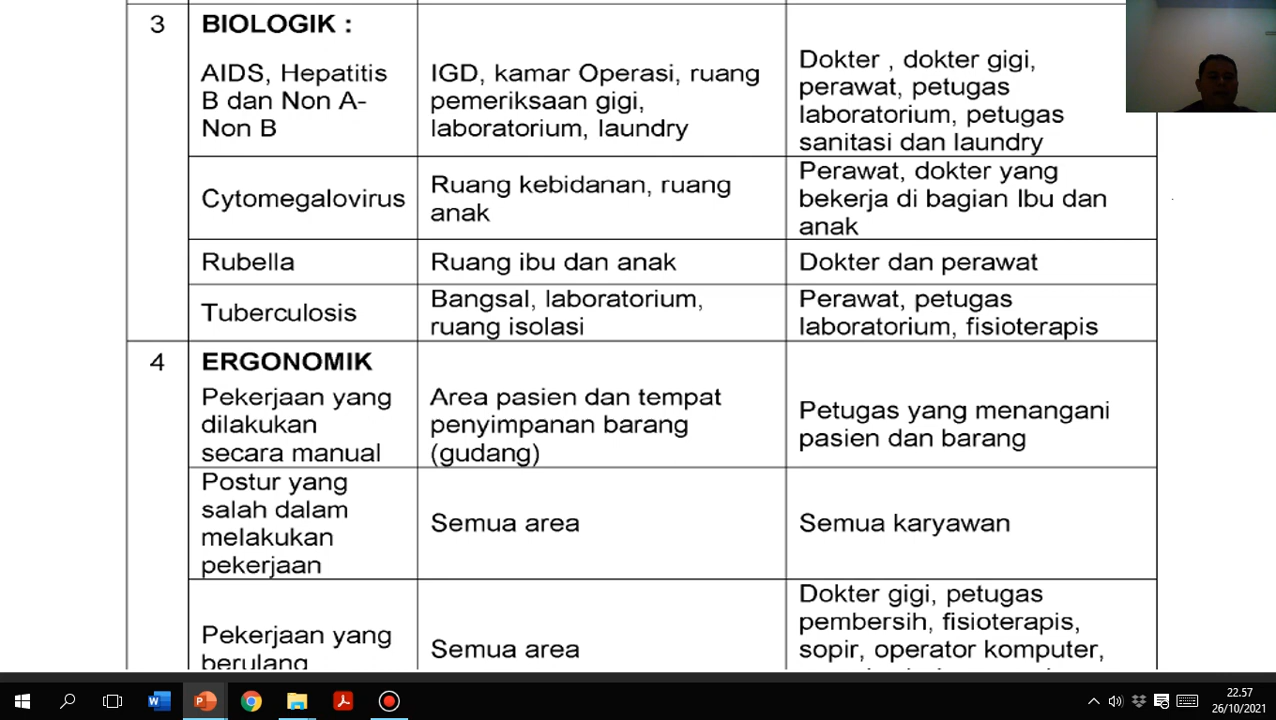 3
BIOLOGIK :
AIDS, Hepatitis
B dan Non A-
Non B
IGD, kamar Operasi, ruang
pemeriksaan gigi,
laboratorium, laundry
Dokter , dokter gigi,
perawat, petugas
laboratorium, petugas
sanitasi dan laundry
Cytomegalovirus
Ruang kebidanan, ruang
anak
Perawat, dokter yang
bekerja di bagian Ibu dan
anak
Rubella
Ruang ibu dan anak
Dokter dan perawat
Tuberculosis
Bangsal, laboratorium,
ruang isolasi
Perawat, petugas
laboratorium, fisioterapis
4
ERGONOMIK
Pekerjaan yang
dilakukan
secara manual
Area pasien dan tempat
penyimpanan barang
(gudang)
Petugas yang menangani
pasien dan barang
Postur yang
salah dalam
melakukan
pekerjaan
Semua area
Semua karyawan
Pekerjaan yang
berulang
Semua area
Dokter gigi, petugas
pembersih, fisioterapis,
sopir, operator komputer,
22.57
26/10/2021